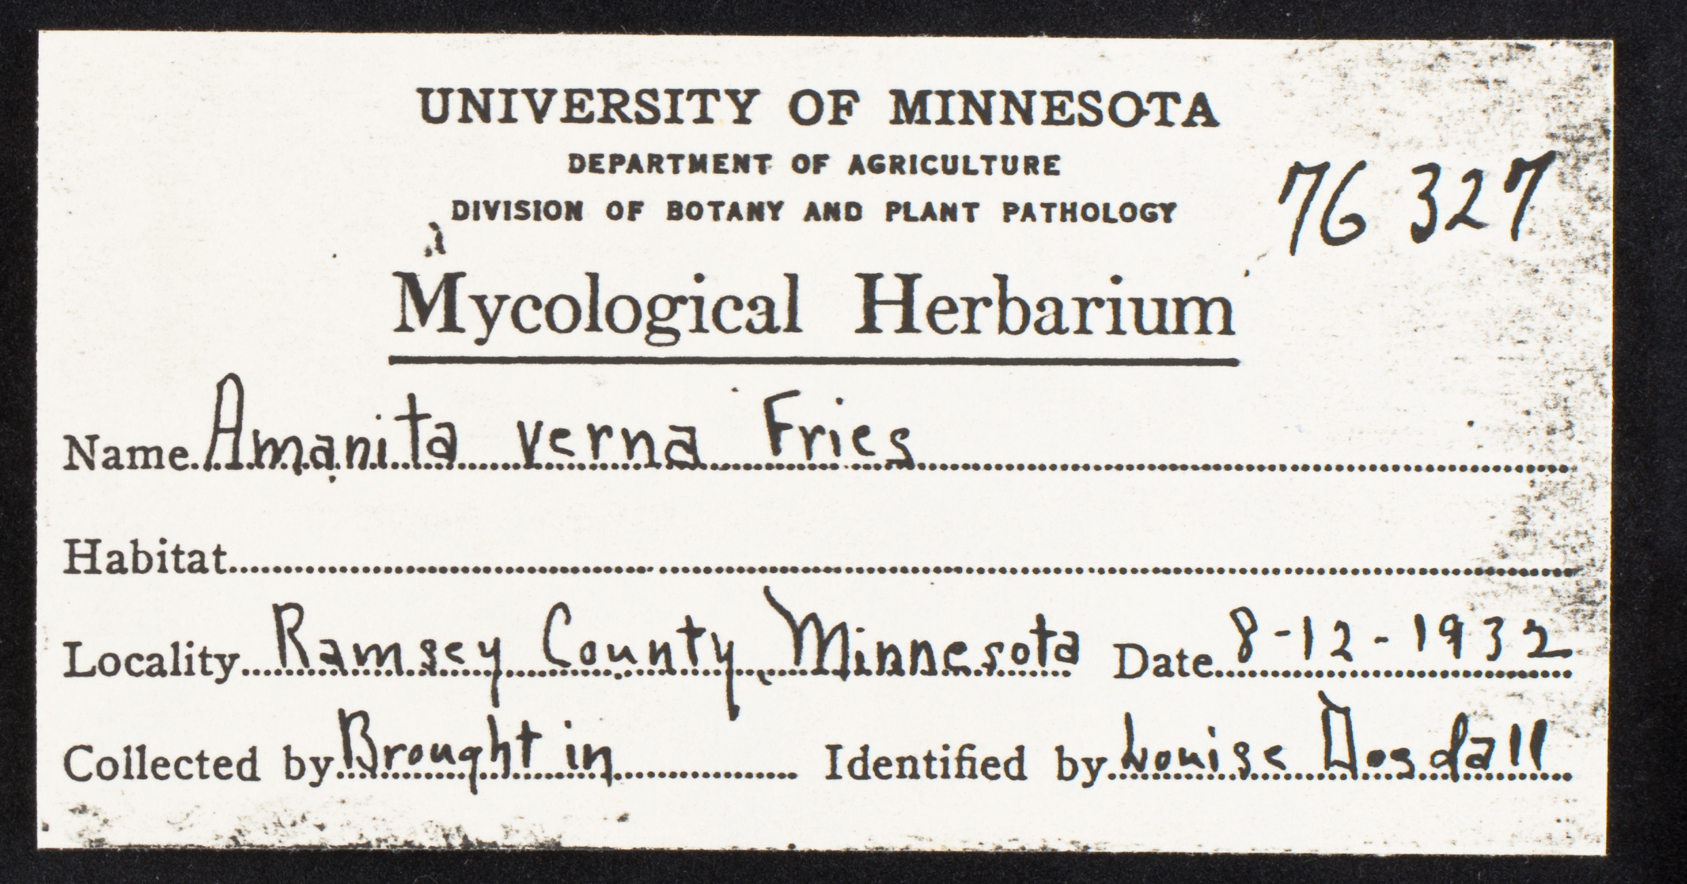 UNIVERSITY OF MINNESOTA
DEPARTMENT OF AGRICULTURE
DIVISION OF BOTANY AND PLANT PATHOLOGY
76 327
Mycological Herbarium
Name Amanita verna Fries
Habitat
Locality Ramsey County, Minnesota Date 8-12-1932
Collected by Brought in Identified by Louise Dosdall